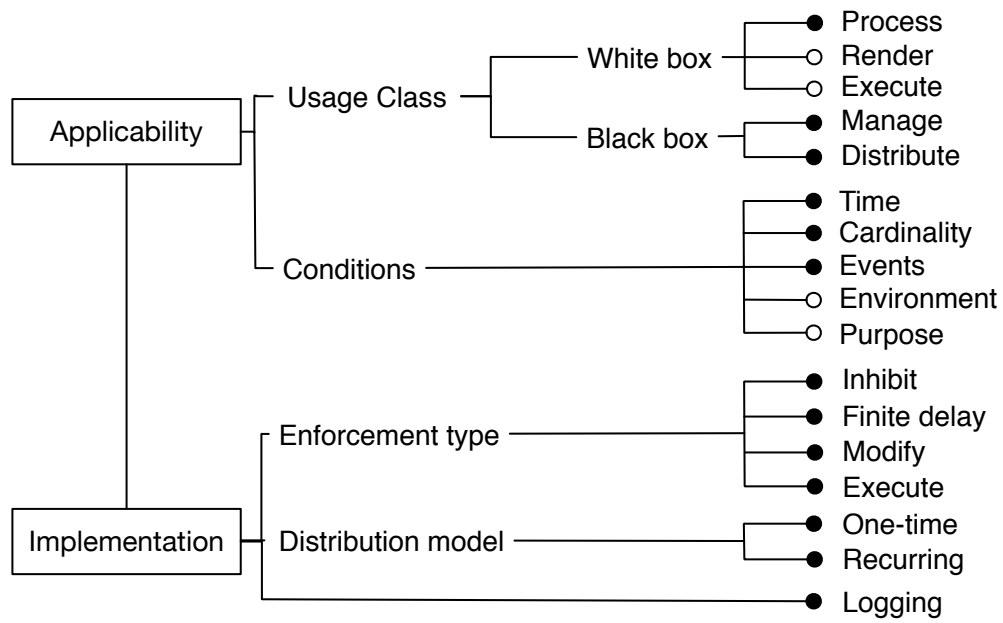 Process
White box
Render
Execute
Applicability
Usage Class
Black box
Manage
Distribute
Time
Cardinality
Conditions
Events
Environment
Purpose
Inhibit
Enforcement type
Finite delay
Modify
Execute
Implementation
Distribution model
One-time
Recurring
Logging